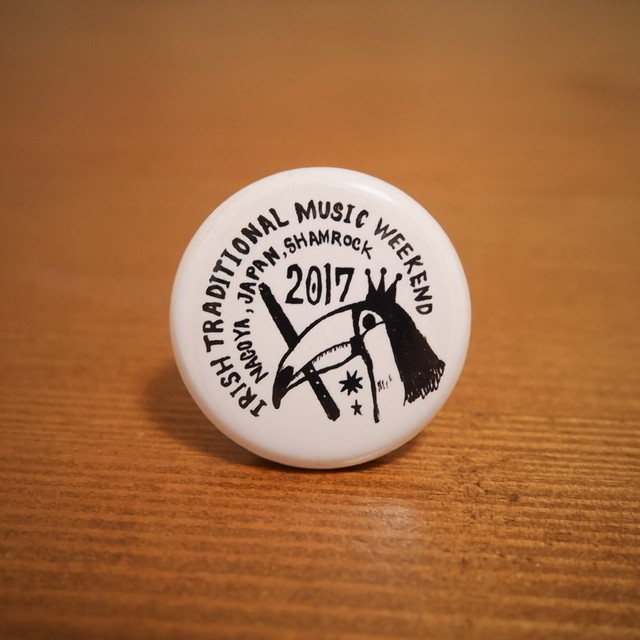 IRISH TRADITIONAL MUSIC WEEKEND
NAGOYA, JAPAN, SHAMROCK
2017